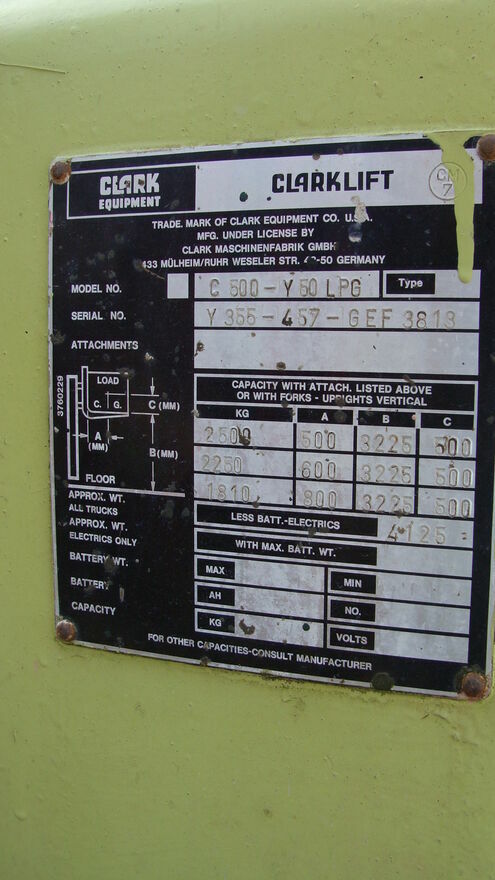 CLARK
EQUIPMENT
CLARKLIFT
CM
7
TRADE. MARK OF CLARK EQUIPMENT CO. U.S.A.
MFG. UNDER LICENSE BY
CLARK MASCHINENFABRIK GMBH
433 MÜLHEIM/RUHR WESELER STR. 50 GERMANY
MODEL NO. C 500-Y50 LPG Type
SERIAL NO. Y 355-457-GEF 3813
ATTACHMENTS
3760229
LOAD
C. G.
C (MM)
A
(MM)
B (MM)
FLOOR
CAPACITY WITH ATTACH. LISTED ABOVE
OR WITH FORKS - UPRIGHTS VERTICAL
KG A B C
2500 500 3225 500
2250 600 3225 500
1810 800 3225 500
APPROX. WT.
ALL TRUCKS
LESS BATT.-ELECTRICS 4125
APPROX. WT.
ELECTRICS ONLY
WITH MAX. BATT. WT.
BATTERY WT. MAX MIN
BATTERY AH NO.
CAPACITY KG VOLTS
FOR OTHER CAPACITIES-CONSULT MANUFACTURER